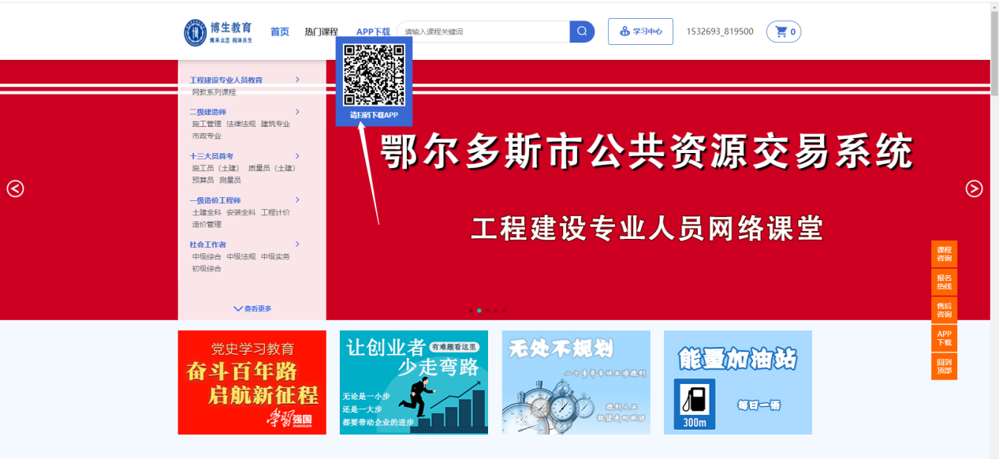 博生教育
博采众志 相泽共生
首页
热门课程
APP下载
请输入课程关键词
学习中心
1532693_819500
0
请扫码下载APP
工程建设专业人员教育
网教系列课程
二级建造师
施工管理 法律法规 建筑专业
市政专业
十三大员首考
施工员（土建） 质量员（土建）
预算员 测量员
一级造价工程师
土建全科 安装全科 工程计价
造价管理
社会工作者
中级综合 中级法规 中级实务
初级综合
查看更多
鄂尔多斯市公共资源交易系统
工程建设专业人员网络课堂
课程
咨询
报名
热线
售后
咨询
APP
下载
回到
顶部
党史学习教育
奋斗百年路
启航新征程
学习强国
xuexi.cn
让创业者
有难题看这里
少走弯路
无论是一小步
还是一大步
都要带动企业的进步
无处不规划
能量加油站
每日一语
300m